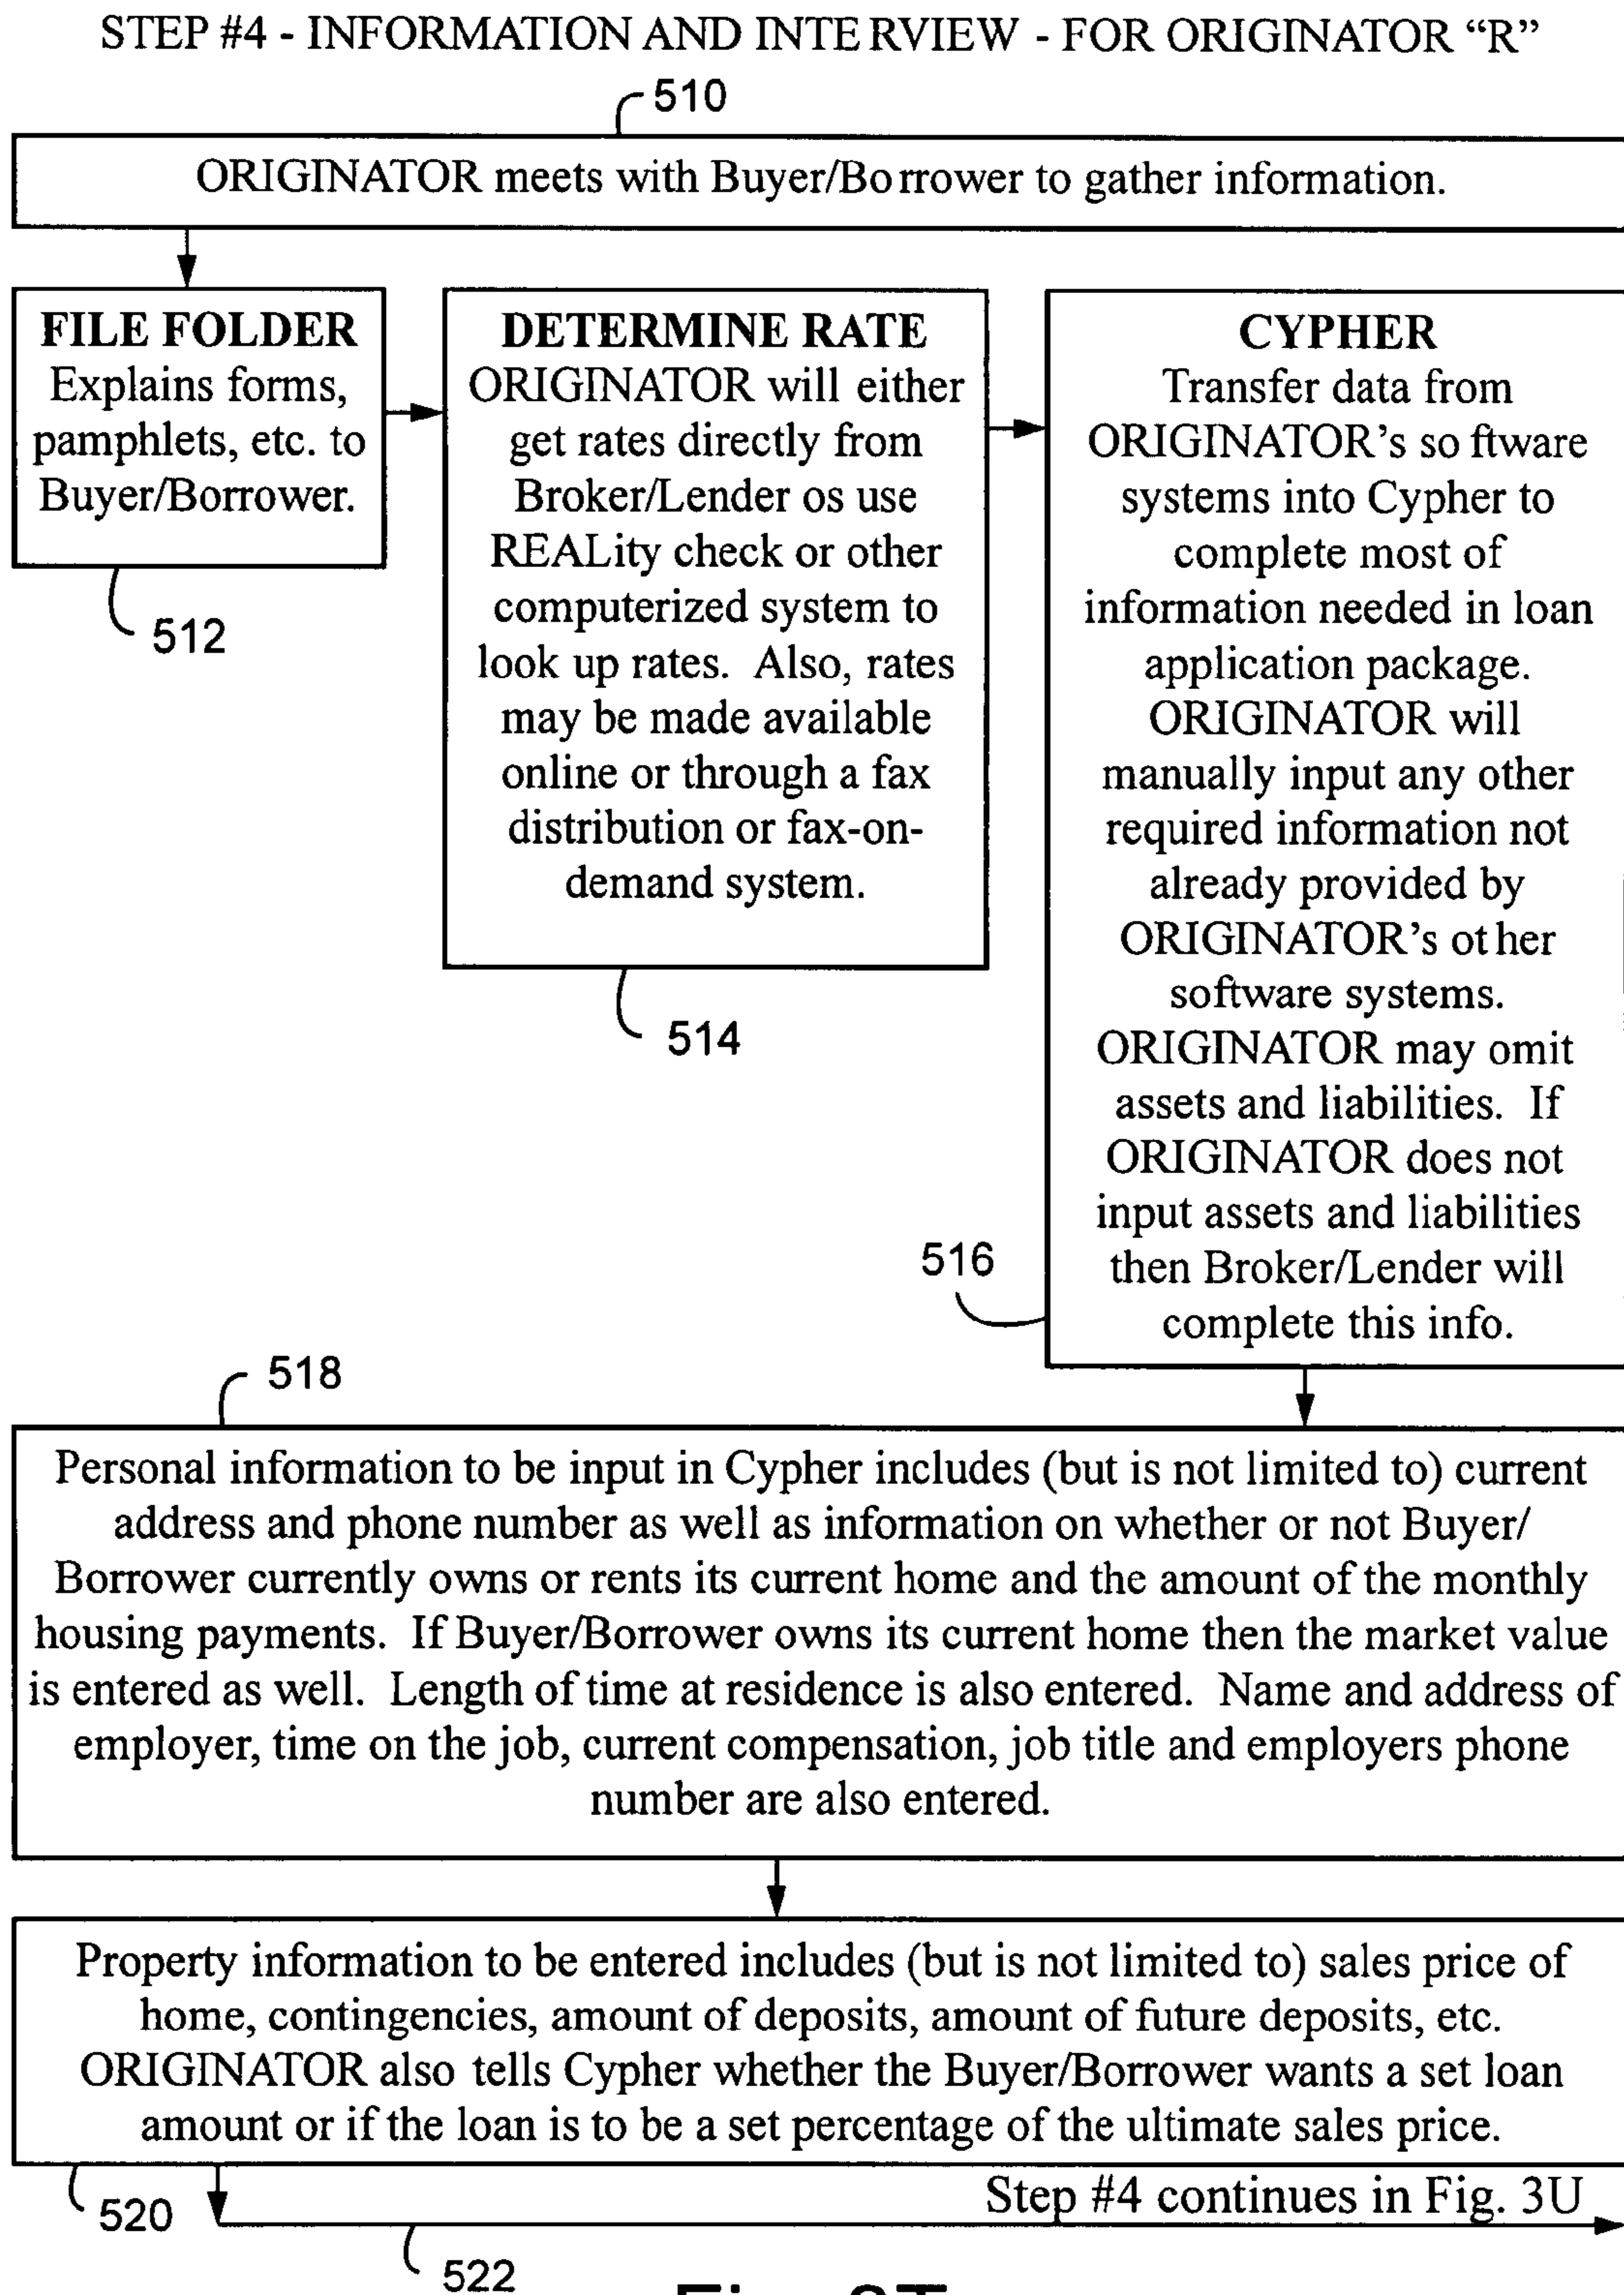 STEP #4 - INFORMATION AND INTERVIEW - FOR ORIGINATOR “R”
510
ORIGINATOR meets with Buyer/Borrower to gather information.
FILE FOLDER
Explains forms,
pamphlets, etc. to
Buyer/Borrower.
512
DETERMINE RATE
ORIGINATOR will either
get rates directly from
Broker/Lender os use
REALity check or other
computerized system to
look up rates. Also, rates
may be made available
online or through a fax
distribution or fax-on-
demand system.
514
CYPHER
Transfer data from
ORIGINATOR’s software
systems into Cypher to
complete most of
information needed in loan
application package.
ORIGINATOR will
manually input any other
required information not
already provided by
ORIGINATOR’s other
software systems.
ORIGINATOR may omit
assets and liabilities. If
ORIGINATOR does not
input assets and liabilities
then Broker/Lender will
complete this info.
516
518
Personal information to be input in Cypher includes (but is not limited to) current
address and phone number as well as information on whether or not Buyer/
Borrower currently owns or rents its current home and the amount of the monthly
housing payments. If Buyer/Borrower owns its current home then the market value
is entered as well. Length of time at residence is also entered. Name and address of
employer, time on the job, current compensation, job title and employers phone
number are also entered.
Property information to be entered includes (but is not limited to) sales price of
home, contingencies, amount of deposits, amount of future deposits, etc.
ORIGINATOR also tells Cypher whether the Buyer/Borrower wants a set loan
amount or if the loan is to be a set percentage of the ultimate sales price.
520
Step #4 continues in Fig. 3U
522